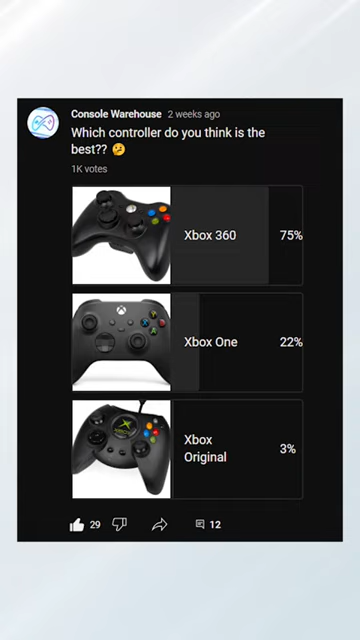 Console Warehouse 2 weeks ago
Which controller do you think is the
best?? 🤔
1K votes
Xbox 360 75%
Xbox One 22%
Xbox
Original
3%
29 12